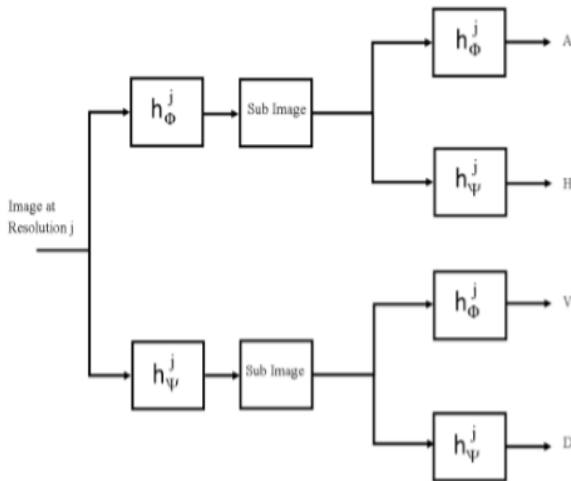 h_Φ^j
A
h_Φ^j
Sub Image
h_Ψ^j
H
Image at
Resolution j
h_Φ^j
V
h_Ψ^j
Sub Image
h_Ψ^j
D